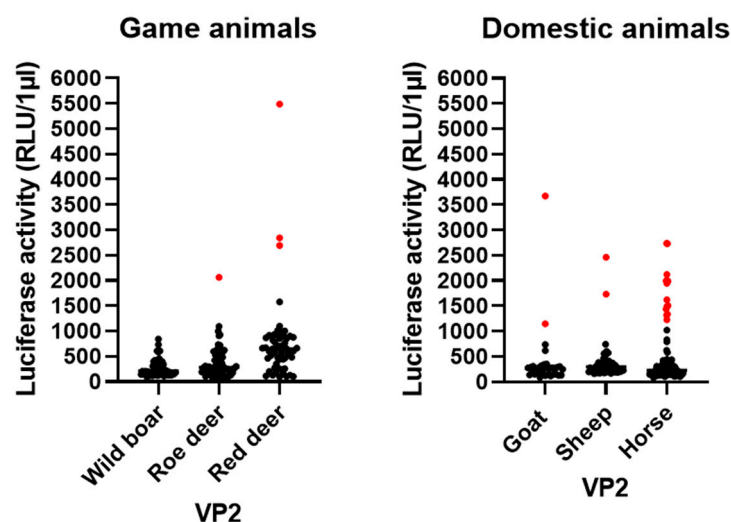 Game animals
Luciferase activity (RLU/1µl)
6000
5500
5000
4500
4000
3500
3000
2500
2000
1500
1000
500
0
Wild boar
Roe deer
Red deer
VP2
Domestic animals
Luciferase activity (RLU/1µl)
6000
5500
5000
4500
4000
3500
3000
2500
2000
1500
1000
500
0
Goat
Sheep
Horse
VP2